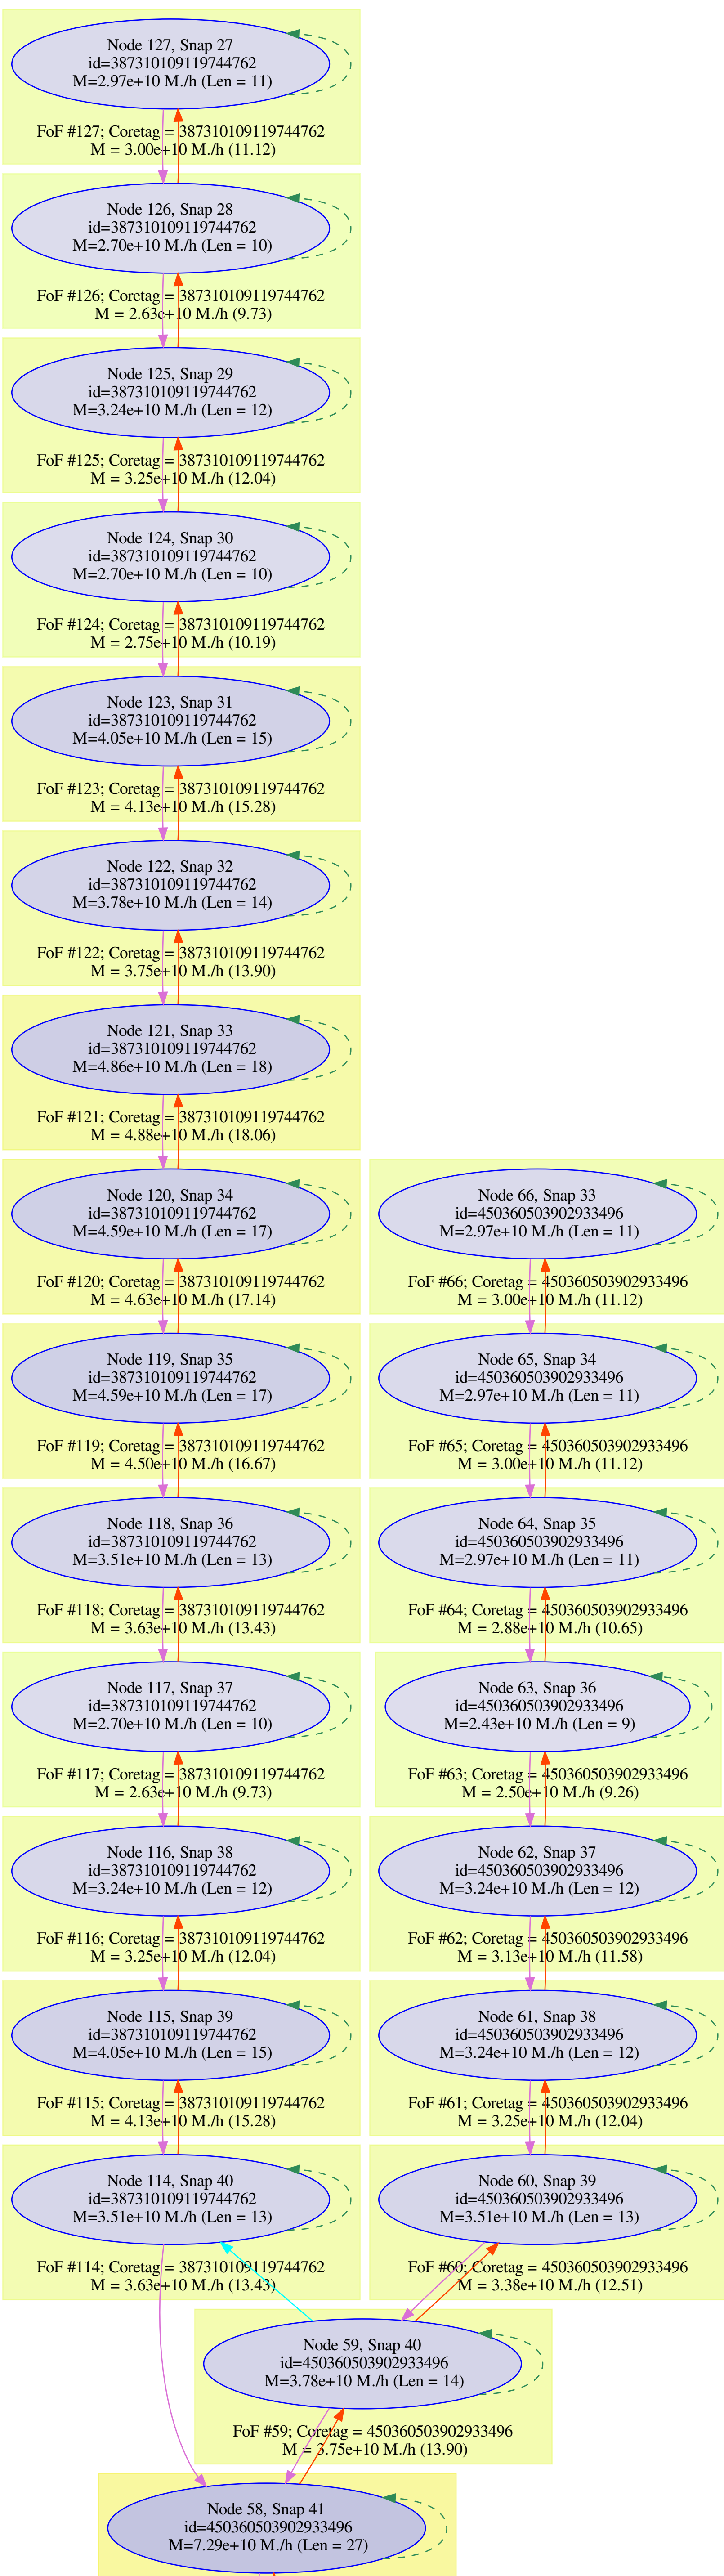 Node 127, Snap 27
id=387310109119744762
M=2.97e+10 M./h (Len = 11)
FoF #127; Coretag = 387310109119744762
M = 3.00e+10 M./h (11.12)
Node 126, Snap 28
id=387310109119744762
M=2.70e+10 M./h (Len = 10)
FoF #126; Coretag = 387310109119744762
M = 2.63e+10 M./h (9.73)
Node 125, Snap 29
id=387310109119744762
M=3.24e+10 M./h (Len = 12)
FoF #125; Coretag = 387310109119744762
M = 3.25e+10 M./h (12.04)
Node 124, Snap 30
id=387310109119744762
M=2.70e+10 M./h (Len = 10)
FoF #124; Coretag = 387310109119744762
M = 2.75e+10 M./h (10.19)
Node 123, Snap 31
id=387310109119744762
M=4.05e+10 M./h (Len = 15)
FoF #123; Coretag = 387310109119744762
M = 4.13e+10 M./h (15.28)
Node 122, Snap 32
id=387310109119744762
M=3.78e+10 M./h (Len = 14)
FoF #122; Coretag = 387310109119744762
M = 3.75e+10 M./h (13.90)
Node 121, Snap 33
id=387310109119744762
M=4.86e+10 M./h (Len = 18)
FoF #121; Coretag = 387310109119744762
M = 4.88e+10 M./h (18.06)
Node 120, Snap 34
id=387310109119744762
M=4.59e+10 M./h (Len = 17)
FoF #120; Coretag = 387310109119744762
M = 4.63e+10 M./h (17.14)
Node 66, Snap 33
id=450360503902933496
M=2.97e+10 M./h (Len = 11)
FoF #66; Coretag = 450360503902933496
M = 3.00e+10 M./h (11.12)
Node 119, Snap 35
id=387310109119744762
M=4.59e+10 M./h (Len = 17)
FoF #119; Coretag = 387310109119744762
M = 4.50e+10 M./h (16.67)
Node 65, Snap 34
id=450360503902933496
M=2.97e+10 M./h (Len = 11)
FoF #65; Coretag = 450360503902933496
M = 3.00e+10 M./h (11.12)
Node 118, Snap 36
id=387310109119744762
M=3.51e+10 M./h (Len = 13)
FoF #118; Coretag = 387310109119744762
M = 3.63e+10 M./h (13.43)
Node 64, Snap 35
id=450360503902933496
M=2.97e+10 M./h (Len = 11)
FoF #64; Coretag = 450360503902933496
M = 2.88e+10 M./h (10.65)
Node 117, Snap 37
id=387310109119744762
M=2.70e+10 M./h (Len = 10)
FoF #117; Coretag = 387310109119744762
M = 2.63e+10 M./h (9.73)
Node 63, Snap 36
id=450360503902933496
M=2.43e+10 M./h (Len = 9)
FoF #63; Coretag = 450360503902933496
M = 2.50e+10 M./h (9.26)
Node 116, Snap 38
id=387310109119744762
M=3.24e+10 M./h (Len = 12)
FoF #116; Coretag = 387310109119744762
M = 3.25e+10 M./h (12.04)
Node 62, Snap 37
id=450360503902933496
M=3.24e+10 M./h (Len = 12)
FoF #62; Coretag = 450360503902933496
M = 3.13e+10 M./h (11.58)
Node 115, Snap 39
id=387310109119744762
M=4.05e+10 M./h (Len = 15)
FoF #115; Coretag = 387310109119744762
M = 4.13e+10 M./h (15.28)
Node 61, Snap 38
id=450360503902933496
M=3.24e+10 M./h (Len = 12)
FoF #61; Coretag = 450360503902933496
M = 3.25e+10 M./h (12.04)
Node 114, Snap 40
id=387310109119744762
M=3.51e+10 M./h (Len = 13)
FoF #114; Coretag = 387310109119744762
M = 3.63e+10 M./h (13.43)
Node 60, Snap 39
id=450360503902933496
M=3.51e+10 M./h (Len = 13)
FoF #60; Coretag = 450360503902933496
M = 3.38e+10 M./h (12.51)
Node 59, Snap 40
id=450360503902933496
M=3.78e+10 M./h (Len = 14)
FoF #59; Coretag = 450360503902933496
M = 3.75e+10 M./h (13.90)
Node 58, Snap 41
id=450360503902933496
M=7.29e+10 M./h (Len = 27)